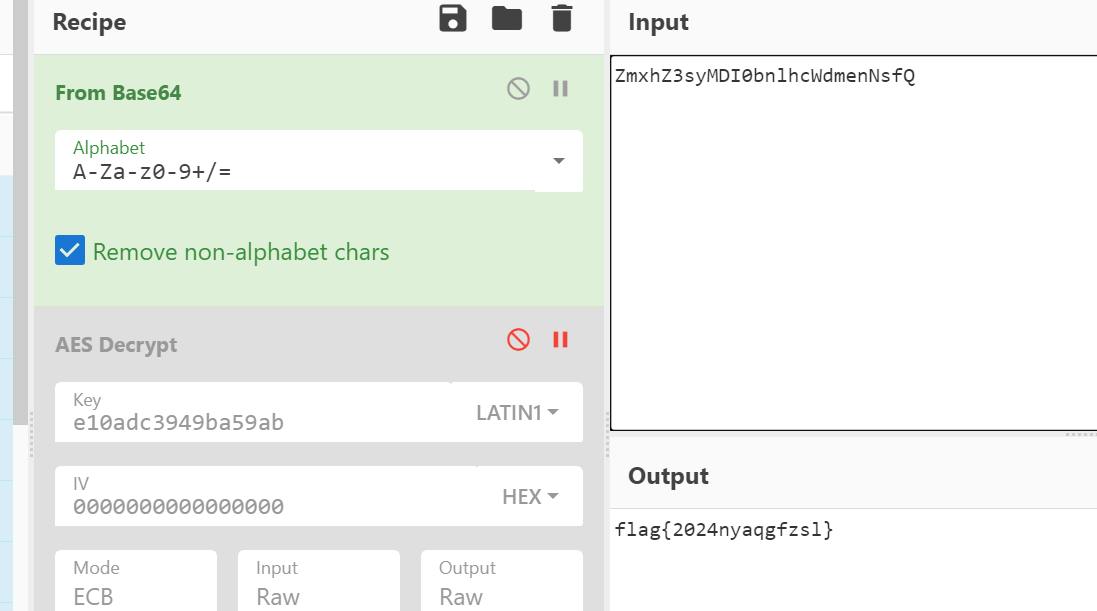 Recipe
From Base64
Alphabet
A-Za-z0-9+/=
Remove non-alphabet chars
AES Decrypt
Key
e10adc3949ba59ab
LATIN1
IV
0000000000000000
HEX
Mode
ECB
Input
Raw
Output
Raw
Input
ZmxhZ3syMDI0bnlhcWdmenNsfQ
Output
flag{2024nyaqgfzsl}